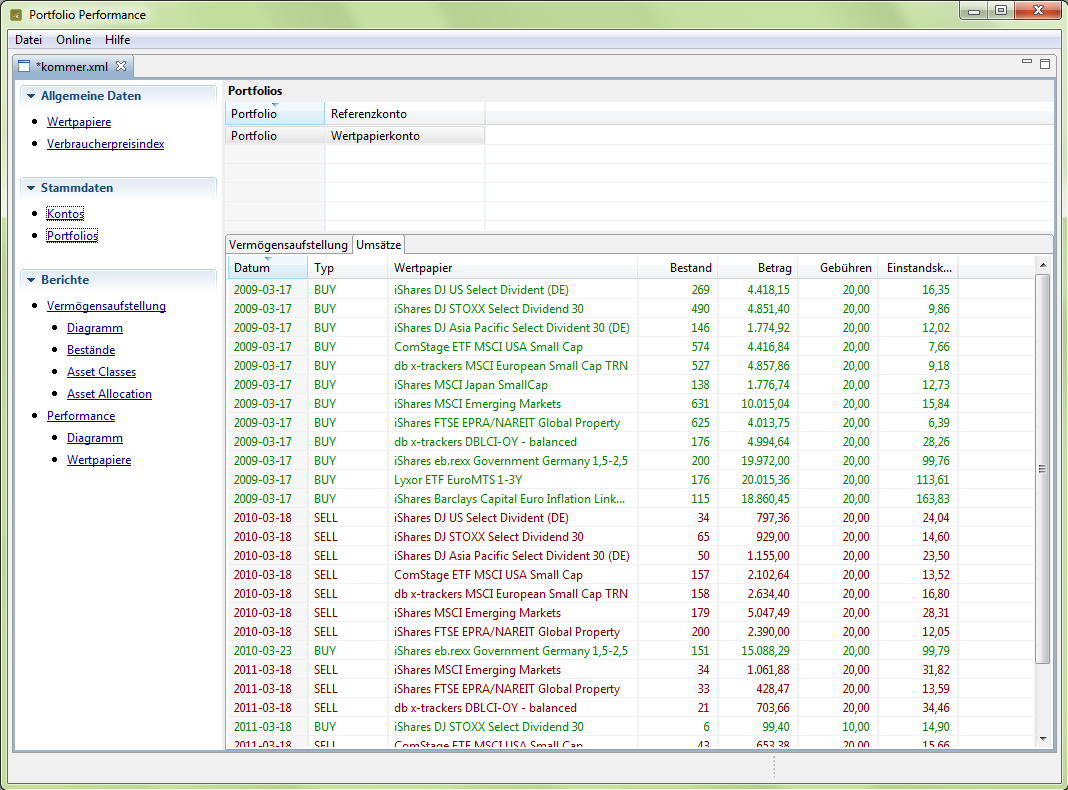 Portfolio Performance
Datei Online Hilfe
*kommer.xml
Allgemeine Daten
Wertpapiere
Verbraucherpreisindex
Stammdaten
Kontos
Portfolios
Berichte
Vermögensaufstellung
Diagramm
Bestände
Asset Classes
Asset Allocation
Performance
Diagramm
Wertpapiere
Portfolios
Portfolio Referenzkonto
Portfolio Wertpapierkonto
Vermögensaufstellung Umsätze
Datum Typ Wertpapier Bestand Betrag Gebühren Einstandsk...
2009-03-17 BUY iShares DJ US Select Divident (DE) 269 4.418,15 20,00 16,35
2009-03-17 BUY iShares DJ STOXX Select Dividend 30 490 4.851,40 20,00 9,86
2009-03-17 BUY iShares DJ Asia Pacific Select Divident 30 (DE) 146 1.774,92 20,00 12,02
2009-03-17 BUY ComStage ETF MSCI USA Small Cap 574 4.416,84 20,00 7,66
2009-03-17 BUY db x-trackers MSCI European Small Cap TRN 527 4.857,86 20,00 9,18
2009-03-17 BUY iShares MSCI Japan SmallCap 138 1.776,74 20,00 12,73
2009-03-17 BUY iShares MSCI Emerging Markets 631 10.015,04 20,00 15,84
2009-03-17 BUY iShares FTSE EPRA/NAREIT Global Property 625 4.013,75 20,00 6,39
2009-03-17 BUY db x-trackers DBLCI-OY - balanced 176 4.994,64 20,00 28,26
2009-03-17 BUY iShares eb.rexx Government Germany 1,5-2,5 200 19.972,00 20,00 99,76
2009-03-17 BUY Lyxor ETF EuroMTS 1-3Y 176 20.015,36 20,00 113,61
2009-03-17 BUY iShares Barclays Capital Euro Inflation Link... 115 18.860,45 20,00 163,83
2010-03-18 SELL iShares DJ US Select Divident (DE) 34 797,36 20,00 24,04
2010-03-18 SELL iShares DJ STOXX Select Dividend 30 65 929,00 20,00 14,60
2010-03-18 SELL iShares DJ Asia Pacific Select Divident 30 (DE) 50 1.155,00 20,00 23,50
2010-03-18 SELL ComStage ETF MSCI USA Small Cap 157 2.102,64 20,00 13,52
2010-03-18 SELL db x-trackers MSCI European Small Cap TRN 158 2.634,40 20,00 16,80
2010-03-18 SELL iShares MSCI Emerging Markets 179 5.047,49 20,00 28,31
2010-03-18 SELL iShares FTSE EPRA/NAREIT Global Property 200 2.390,00 20,00 12,05
2010-03-23 BUY iShares eb.rexx Government Germany 1,5-2,5 151 15.088,29 20,00 99,79
2011-03-18 SELL iShares MSCI Emerging Markets 34 1.061,88 20,00 31,82
2011-03-18 SELL iShares FTSE EPRA/NAREIT Global Property 33 428,47 20,00 13,59
2011-03-18 SELL db x-trackers DBLCI-OY - balanced 21 703,66 20,00 34,46
2011-03-18 BUY iShares DJ STOXX Select Dividend 30 6 99,40 10,00 14,90
2011-03-18 SELL ComStage ETF MSCI USA Small Cap 43 653,38 20,00 15,66